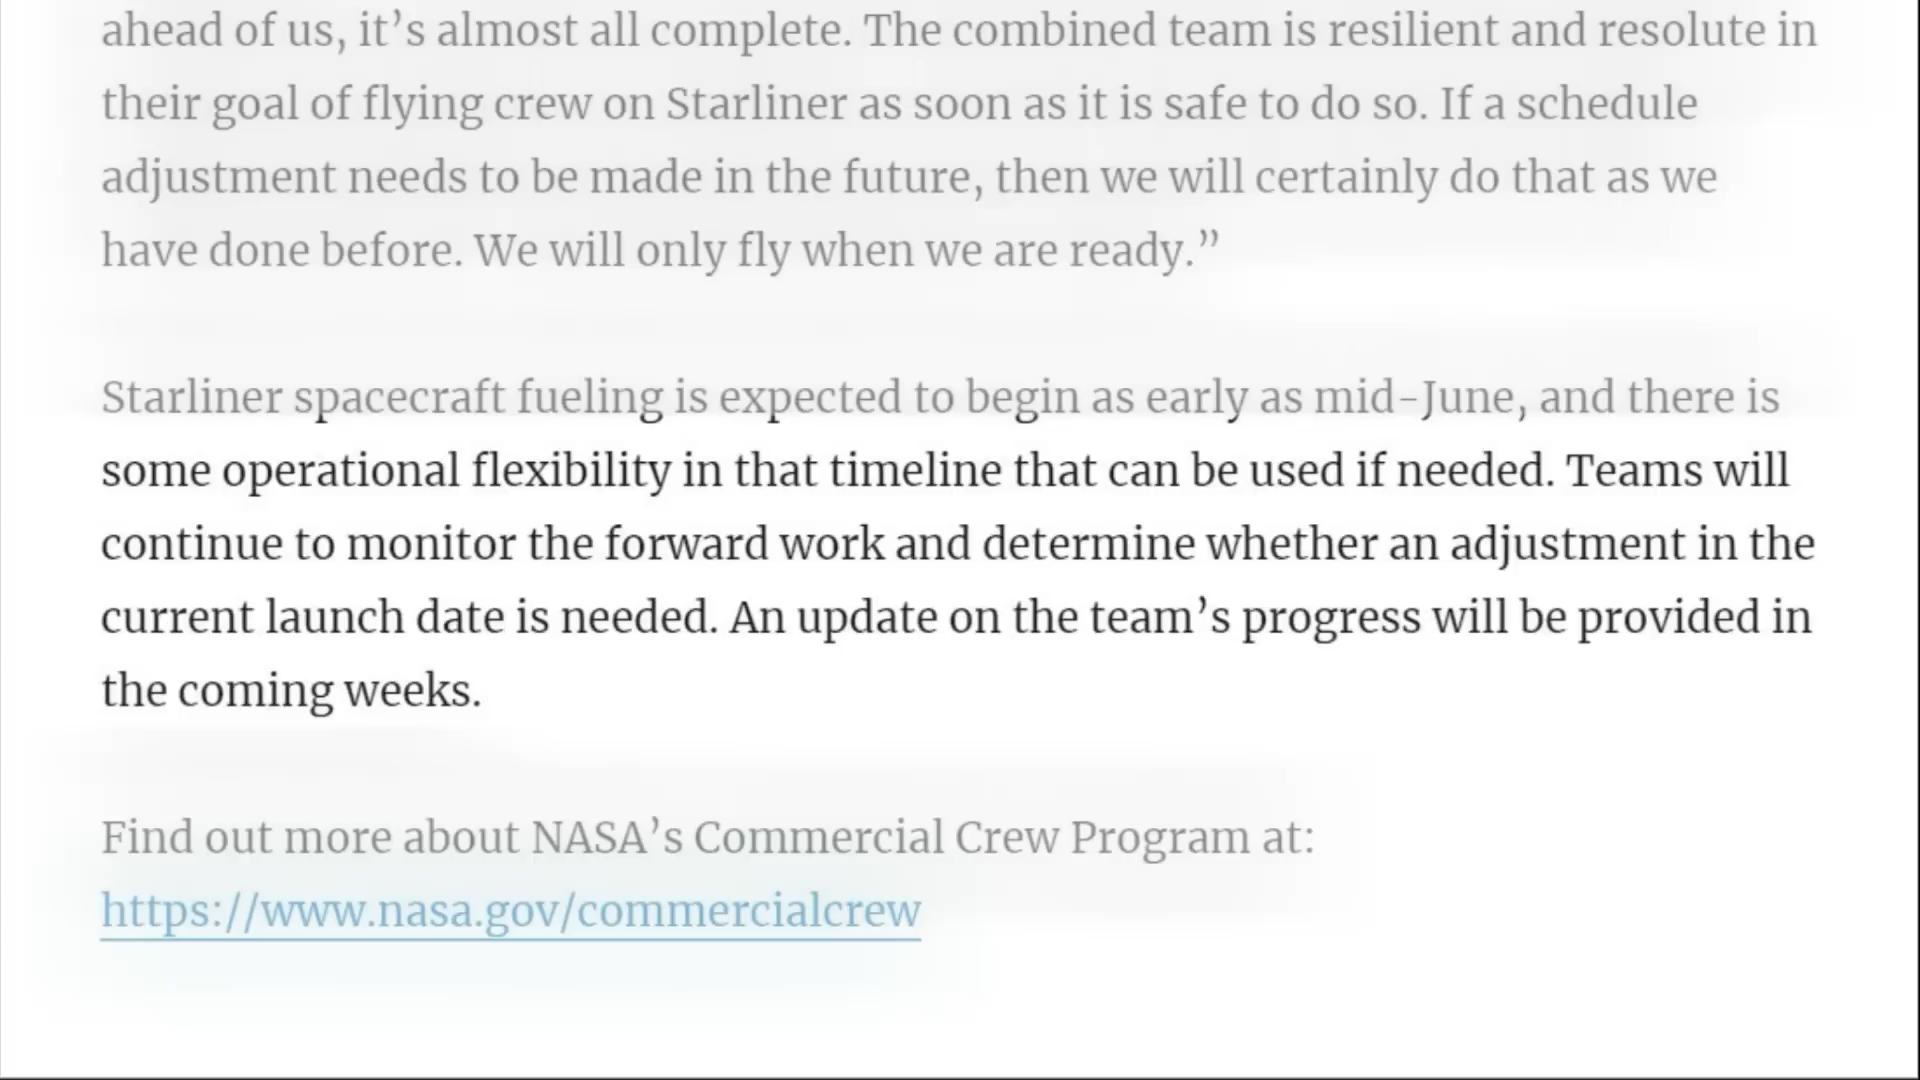 ahead of us, it’s almost all complete. The combined team is resilient and resolute in
their goal of flying crew on Starliner as soon as it is safe to do so. If a schedule
adjustment needs to be made in the future, then we will certainly do that as we
have done before. We will only fly when we are ready.”
Starliner spacecraft fueling is expected to begin as early as mid-June, and there is
some operational flexibility in that timeline that can be used if needed. Teams will
continue to monitor the forward work and determine whether an adjustment in the
current launch date is needed. An update on the team’s progress will be provided in
the coming weeks.
Find out more about NASA’s Commercial Crew Program at:
https://www.nasa.gov/commercialcrew